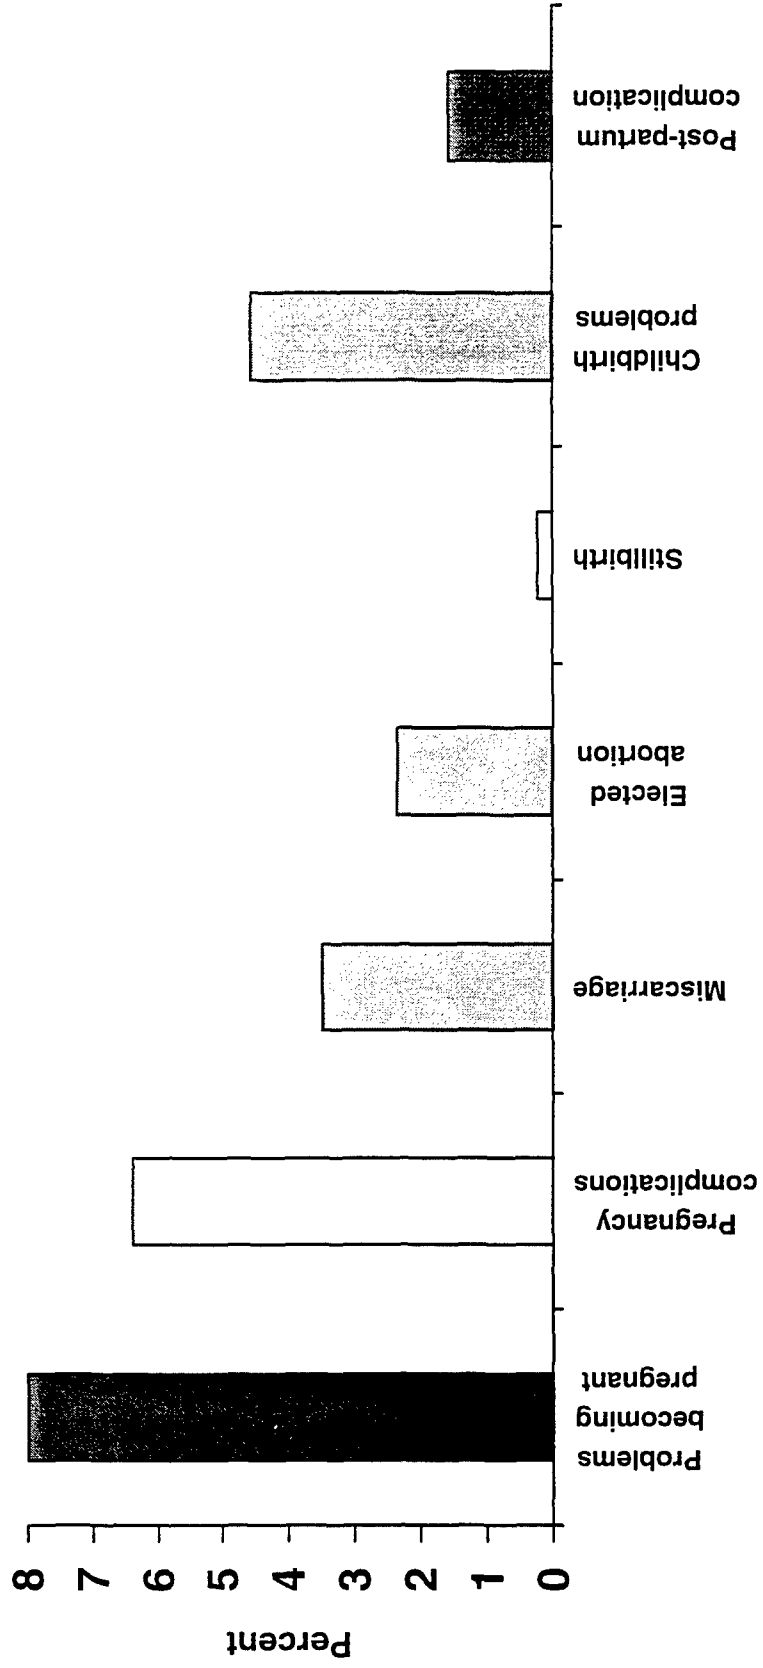 Percent
8
7
6
5
4
3
2
1
0
Problems
becoming
pregnant
Pregnancy
complications
Miscarriage
Elected
abortion
Stillbirth
Childbirth
problems
Post-partum
complication